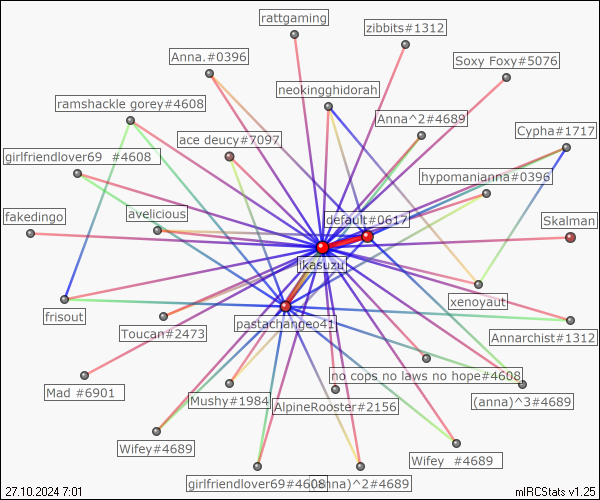 rattgaming
zibbits#1312
Anna.#0396
Soxy Foxy#5076
neokingghidorah
ramshackle gorey#4608
Anna^2#4689
Cypha#1717
ace deucy#7097
girlfriendlover69  #4608
hypomanianna#0396
fakedingo
avelicious
default#0617
Skalman
ikasuzu
xenoyaut
frisout
pastachangeo41
Toucan#2473
Annarchist#1312
no cops no laws no hope#4608
Mad #6901
Mushy#1984
AlpineRooster#2156
(anna)^3#4689
Wifey#4689
Wifey  #4689
girlfriendlover69#4608
(anna)^2#4689
27.10.2024 7:01
mIRCStats v1.25